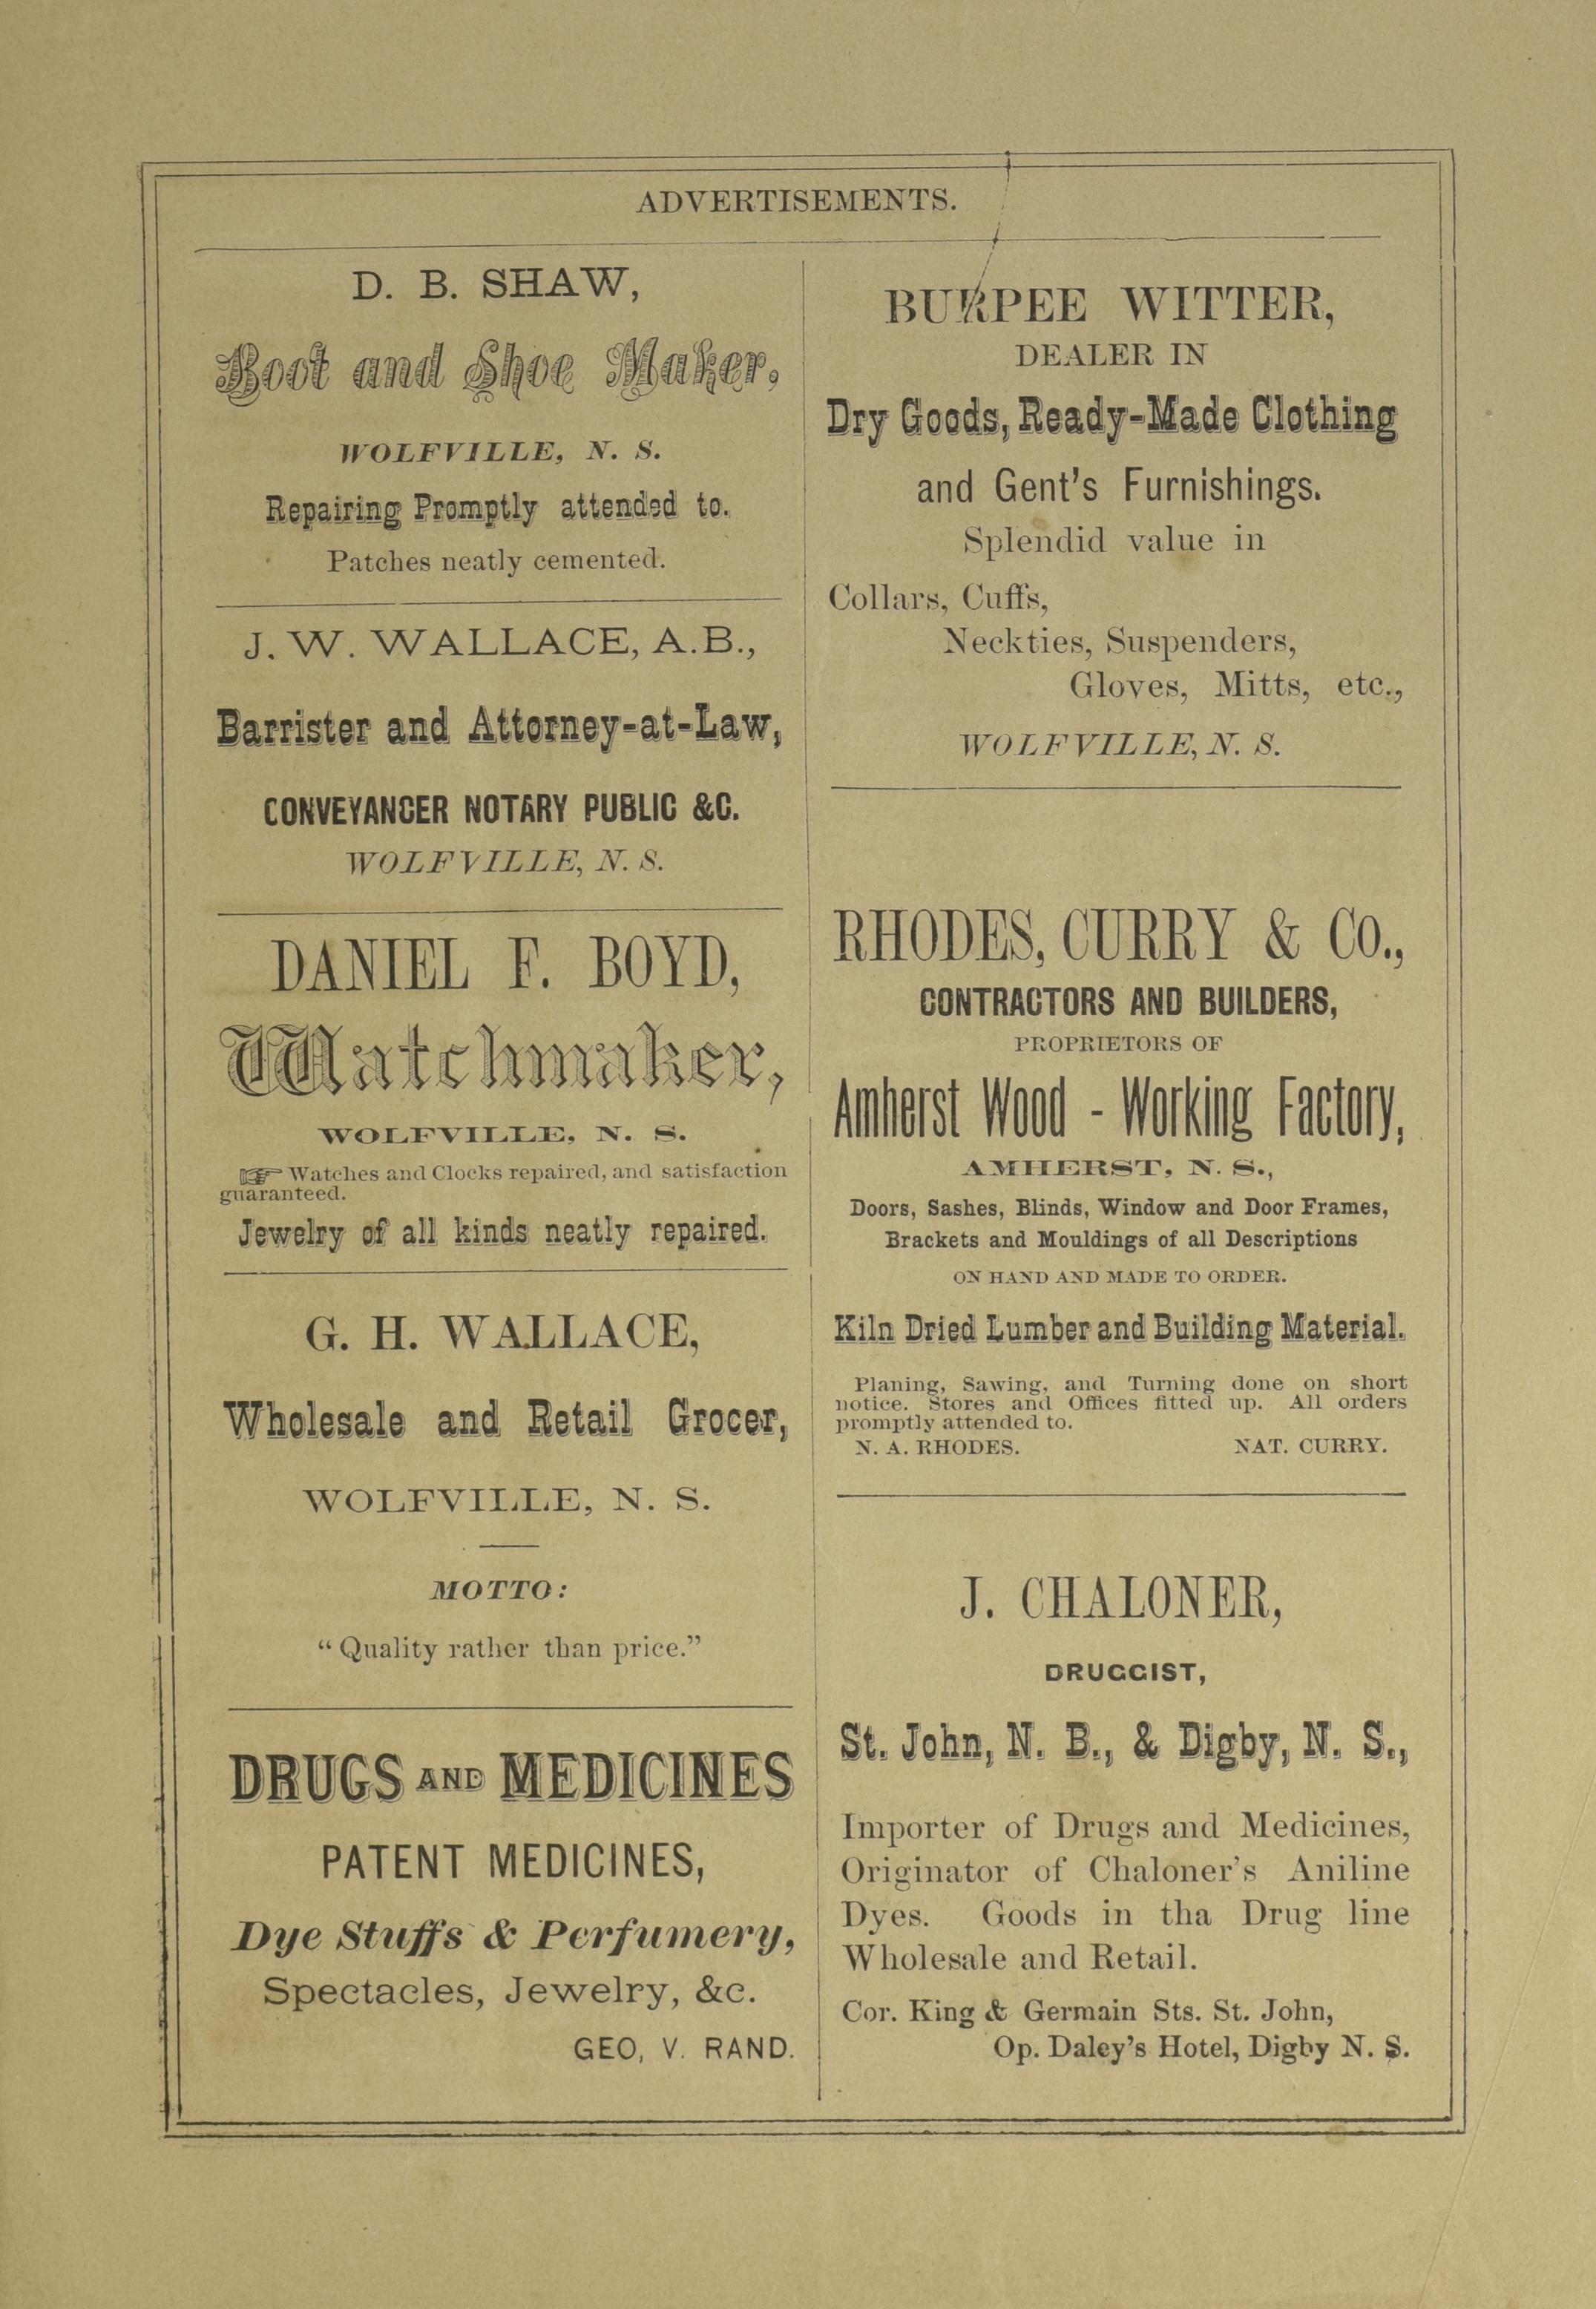 ADVERTISEMENTS.
D. B. SHAW,
Boot and Shoe Maker,
WOLFVILLE, N. S.
Repairing Promptly attended to.
Patches neatly cemented.
J. W. WALLACE, A.B.,
Barrister and Attorney-at-Law,
CONVEYANCER NOTARY PUBLIC &C.
WOLFVILLE, N. S.
DANIEL F. BOYD,
Watchmaker,
WOLFVILLE, N. S.
☞ Watches and Clocks repaired, and satisfaction
guaranteed.
Jewelry of all kinds neatly repaired.
G. H. WALLACE,
Wholesale and Retail Grocer,
WOLFVILLE, N. S.
MOTTO:
“Quality rather than price.”
DRUGS AND MEDICINES
PATENT MEDICINES,
Dye Stuffs & Perfumery,
Spectacles, Jewelry, &c.
GEO, V. RAND.
BURPEE WITTER,
DEALER IN
Dry Goods, Ready-Made Clothing
and Gent's Furnishings.
Splendid value in
Collars, Cuffs,
Neckties, Suspenders,
Gloves, Mitts, etc.,
WOLFVILLE, N. S.
RHODES, CURRY & Co.,
CONTRACTORS AND BUILDERS,
PROPRIETORS OF
Amherst Wood - Working Factory,
AMHERST, N. S.,
Doors, Sashes, Blinds, Window and Door Frames,
Brackets and Mouldings of all Descriptions
ON HAND AND MADE TO ORDER.
Kiln Dried Lumber and Building Material.
Planing, Sawing, and Turning done on short
notice. Stores and Offices fitted up. All orders
promptly attended to.
N. A. RHODES. NAT. CURRY.
J. CHALONER,
DRUGGIST,
St. John, N. B., & Digby, N. S.,
Importer of Drugs and Medicines,
Originator of Chaloner's Aniline
Dyes. Goods in tha Drug line
Wholesale and Retail.
Cor. King & Germain Sts. St. John,
Op. Daley's Hotel, Digby N. S.